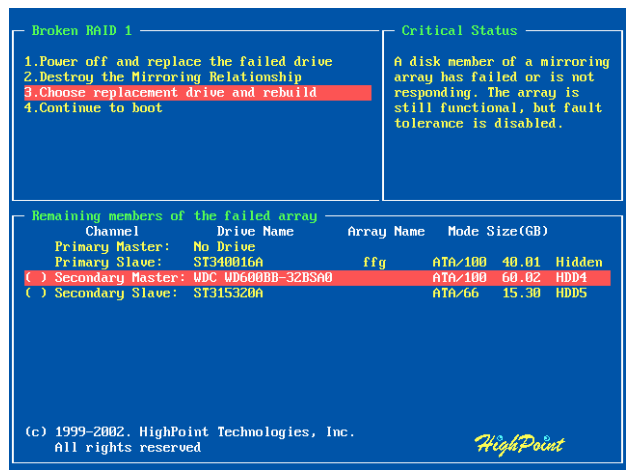 Broken RAID 1
1.Power off and replace the failed drive
2.Destroy the Mirroring Relationship
3.Choose replacement drive and rebuild
4.Continue to boot
Critical Status
A disk member of a mirroring
array has failed or is not
responding. The array is
still functional, but fault
tolerance is disabled.
Remaining members of the failed array
Channel Drive Name Array Name Mode Size(GB)
Primary Master: No Drive
Primary Slave: ST340016A ffg ATA/100 40.01 Hidden
( ) Secondary Master: WDC WD600BB-32BSA0 ATA/100 60.02 HDD4
( ) Secondary Slave: ST315320A ATA/66 15.30 HDD5
(c) 1999-2002. HighPoint Technologies, Inc.
All rights reserved
HighPoint